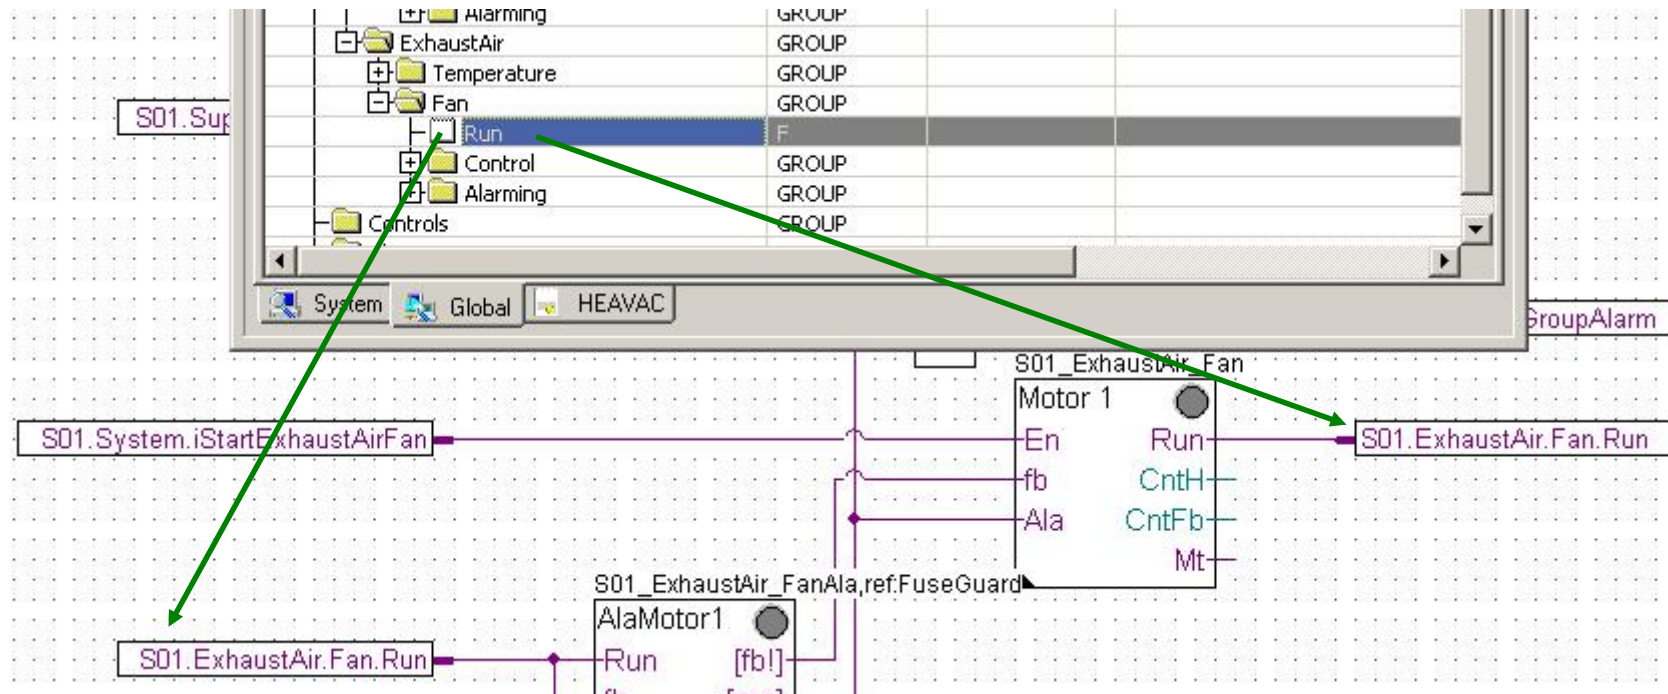 Alarming GROUP
ExhaustAir GROUP
Temperature GROUP
Fan GROUP
S01.Sup
Run F
Control GROUP
Alarming GROUP
Controls GROUP
System Global HEAVAC
GroupAlarm
S01_ExhaustAir_Fan
Motor 1
S01.System.iStartExhaustAirFan
En Run
S01.ExhaustAir.Fan.Run
fb CntH
Ala CntFb
Mt
S01_ExhaustAir_FanAla,ref:FuseGuard
AlaMotor1
S01.ExhaustAir.Fan.Run
Run [fb!]